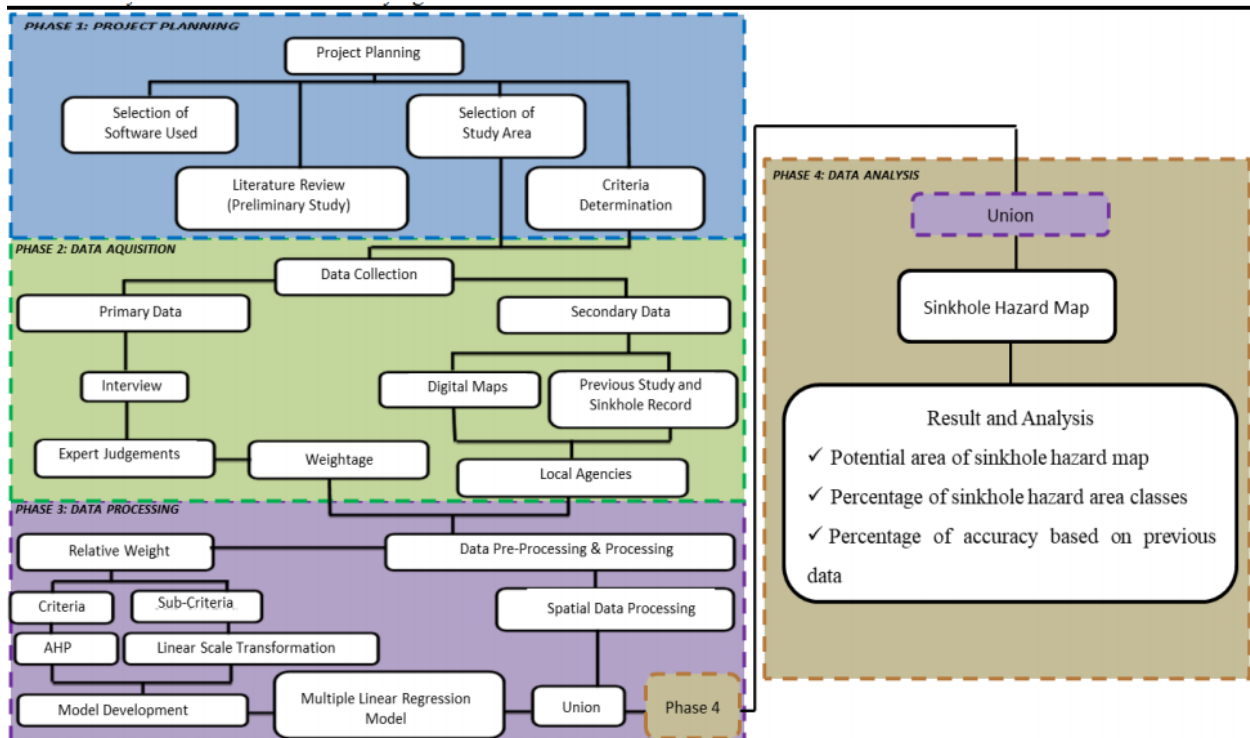 PHASE 1: PROJECT PLANNING
Project Planning
Selection of
Software Used
Selection of
Study Area
Literature Review
(Preliminary Study)
Criteria
Determination
PHASE 2: DATA AQUISITION
Data Collection
Primary Data
Secondary Data
Interview
Digital Maps
Previous Study and
Sinkhole Record
Expert Judgements
Weightage
Local Agencies
PHASE 3: DATA PROCESSING
Relative Weight
Data Pre-Processing & Processing
Criteria
Sub-Criteria
Spatial Data Processing
AHP
Linear Scale Transformation
Model Development
Multiple Linear Regression
Model
Union
Phase 4
PHASE 4: DATA ANALYSIS
Union
Sinkhole Hazard Map
Result and Analysis
✓ Potential area of sinkhole hazard map
✓ Percentage of sinkhole hazard area classes
✓ Percentage of accuracy based on previous
data